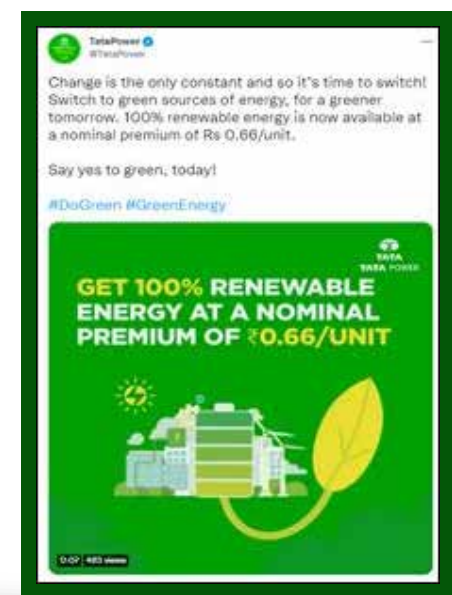 TataPower
@TataPower
Change is the only constant and so it's time to switch!
Switch to green sources of energy, for a greener
tomorrow. 100% renewable energy is now available at
a nominal premium of Rs 0.66/unit.
Say yes to green, today!
#DoGreen #GreenEnergy
TATA
TATA POWER
GET 100% RENEWABLE
ENERGY AT A NOMINAL
PREMIUM OF ₹0.66/UNIT
views